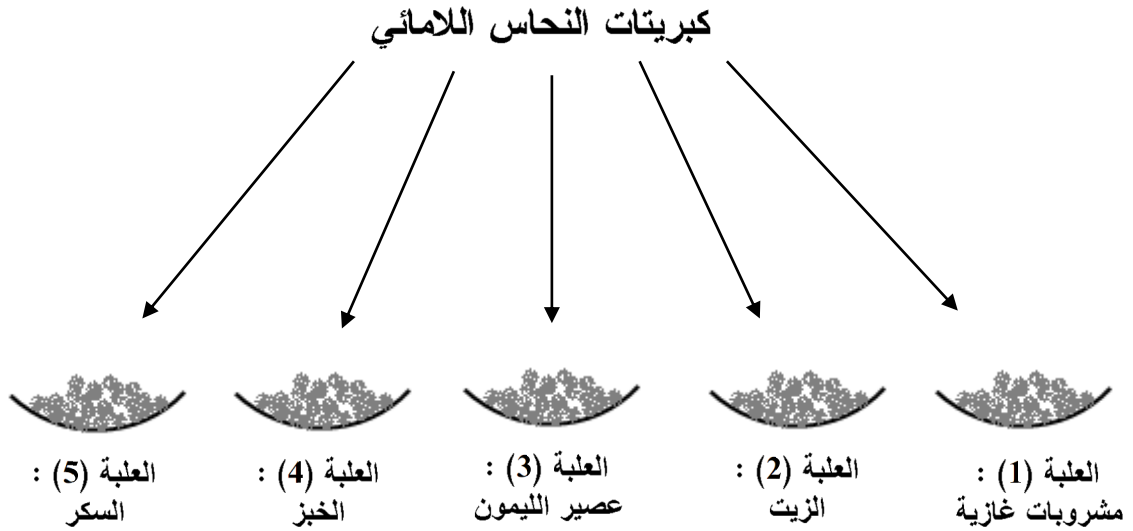 كبريتات النحاس اللامائي
العلبة (1) :
مشروبات غازية
العلبة (2) :
الزيت
العلبة (3) :
عصير الليمون
العلبة (4) :
الخبز
العلبة (5) :
السكر